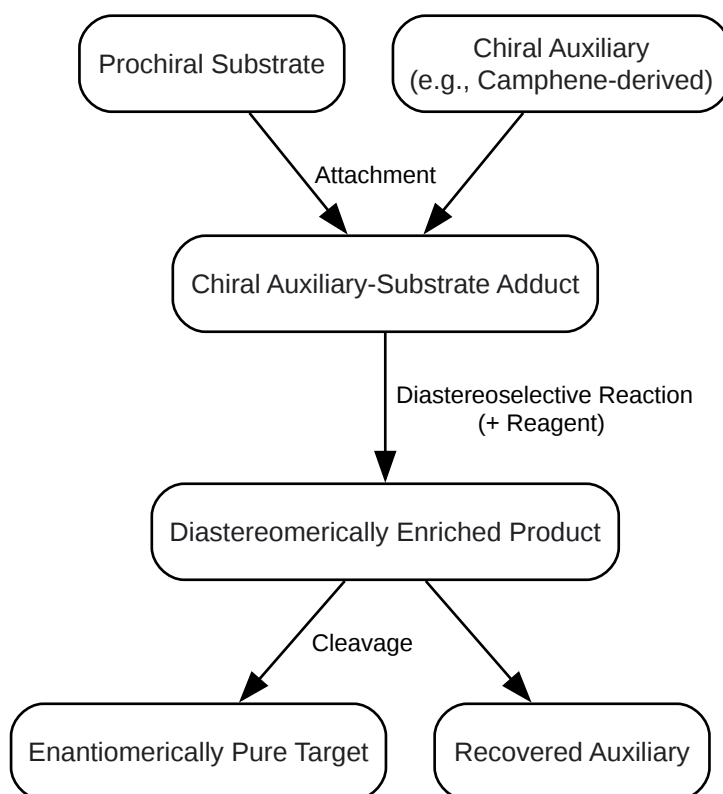 Prochiral Substrate
Chiral Auxiliary
(e.g., Camphene-derived)
Attachment
Chiral Auxiliary-Substrate Adduct
Diastereoselective Reaction
(+ Reagent)
Diastereomerically Enriched Product
Cleavage
Enantiomerically Pure Target
Recovered Auxiliary